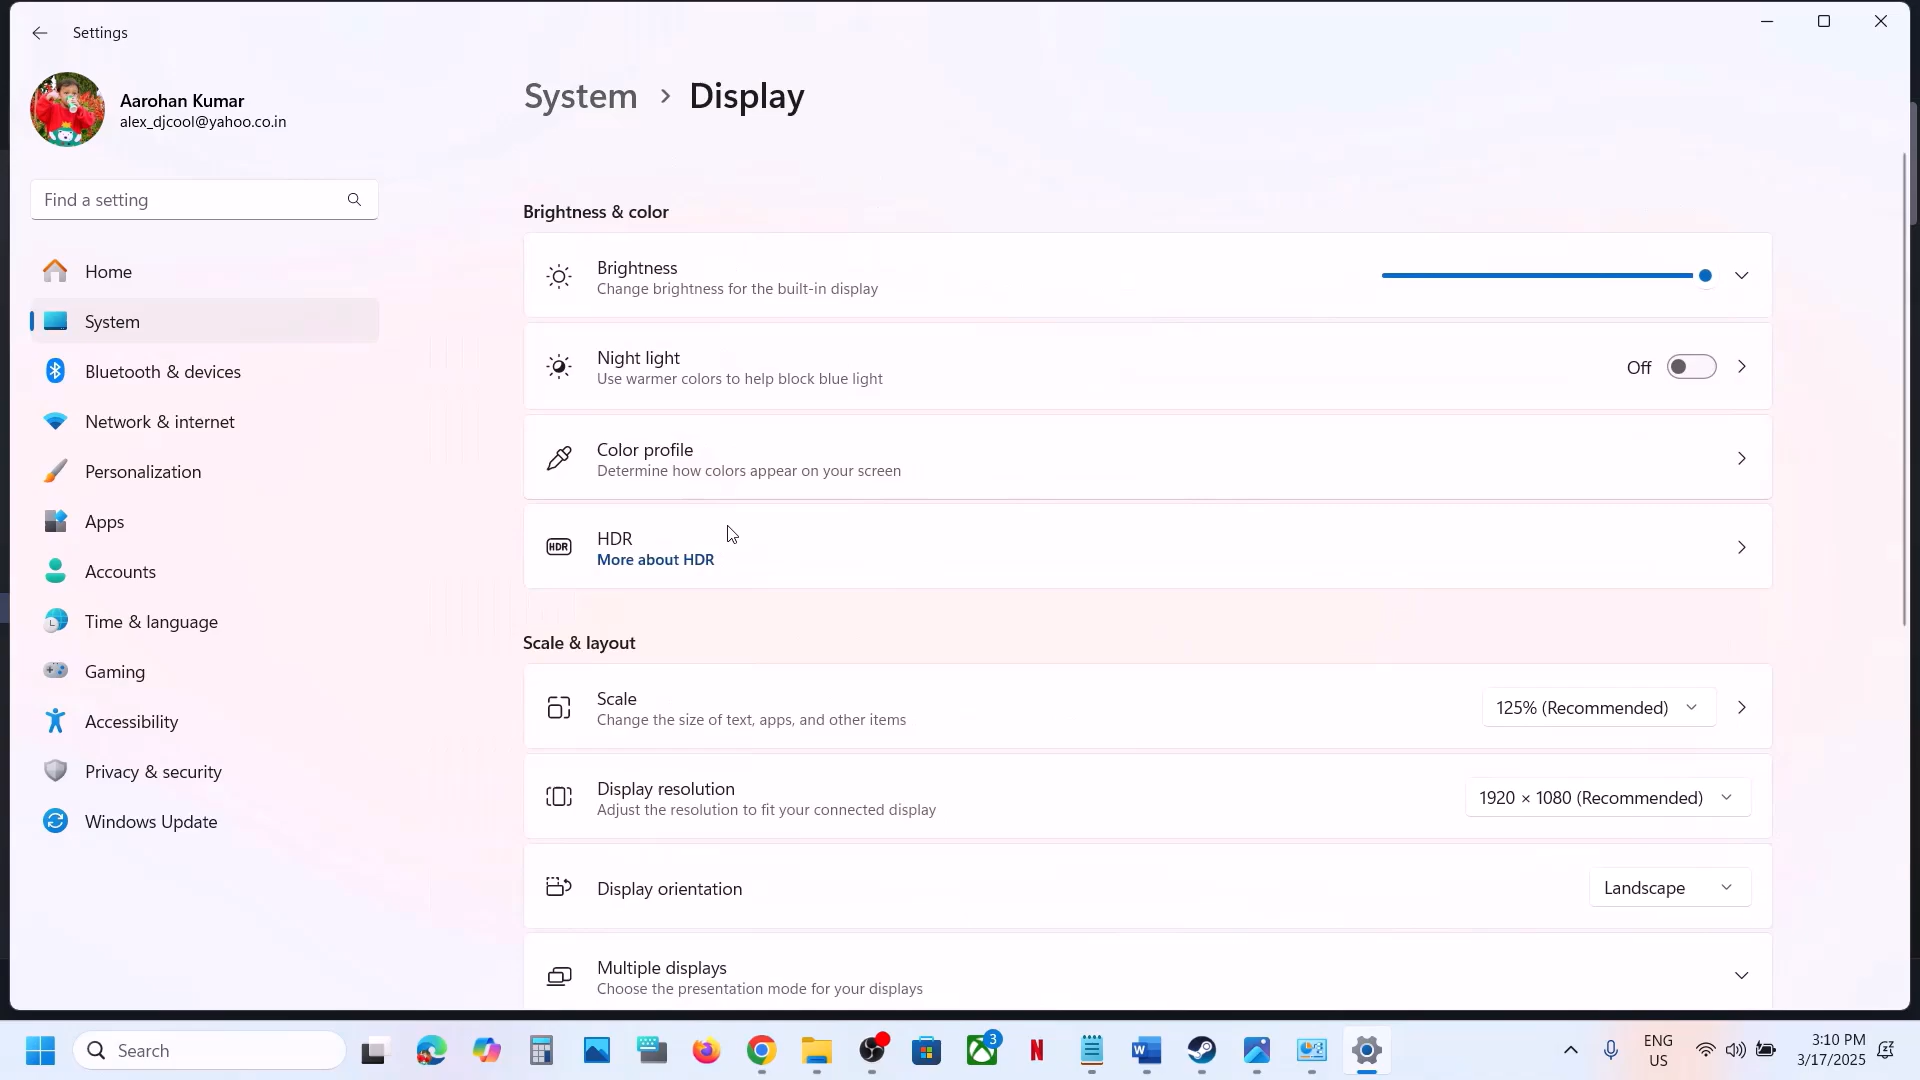 Settings
Aarohan Kumar
alex_djcool@yahoo.co.in
Find a setting
Home
System
Bluetooth & devices
Network & internet
Personalization
Apps
Accounts
Time & language
Gaming
Accessibility
Privacy & security
Windows Update
System > Display
Brightness & color
Brightness
Change brightness for the built-in display
Night light
Use warmer colors to help block blue light
Off
Color profile
Determine how colors appear on your screen
HDR
HDR
More about HDR
Scale & layout
Scale
Change the size of text, apps, and other items
125% (Recommended)
Display resolution
Adjust the resolution to fit your connected display
1920 × 1080 (Recommended)
Display orientation
Landscape
Multiple displays
Choose the presentation mode for your displays
Search
3
N
W
ENG
US
3:10 PM
3/17/2025